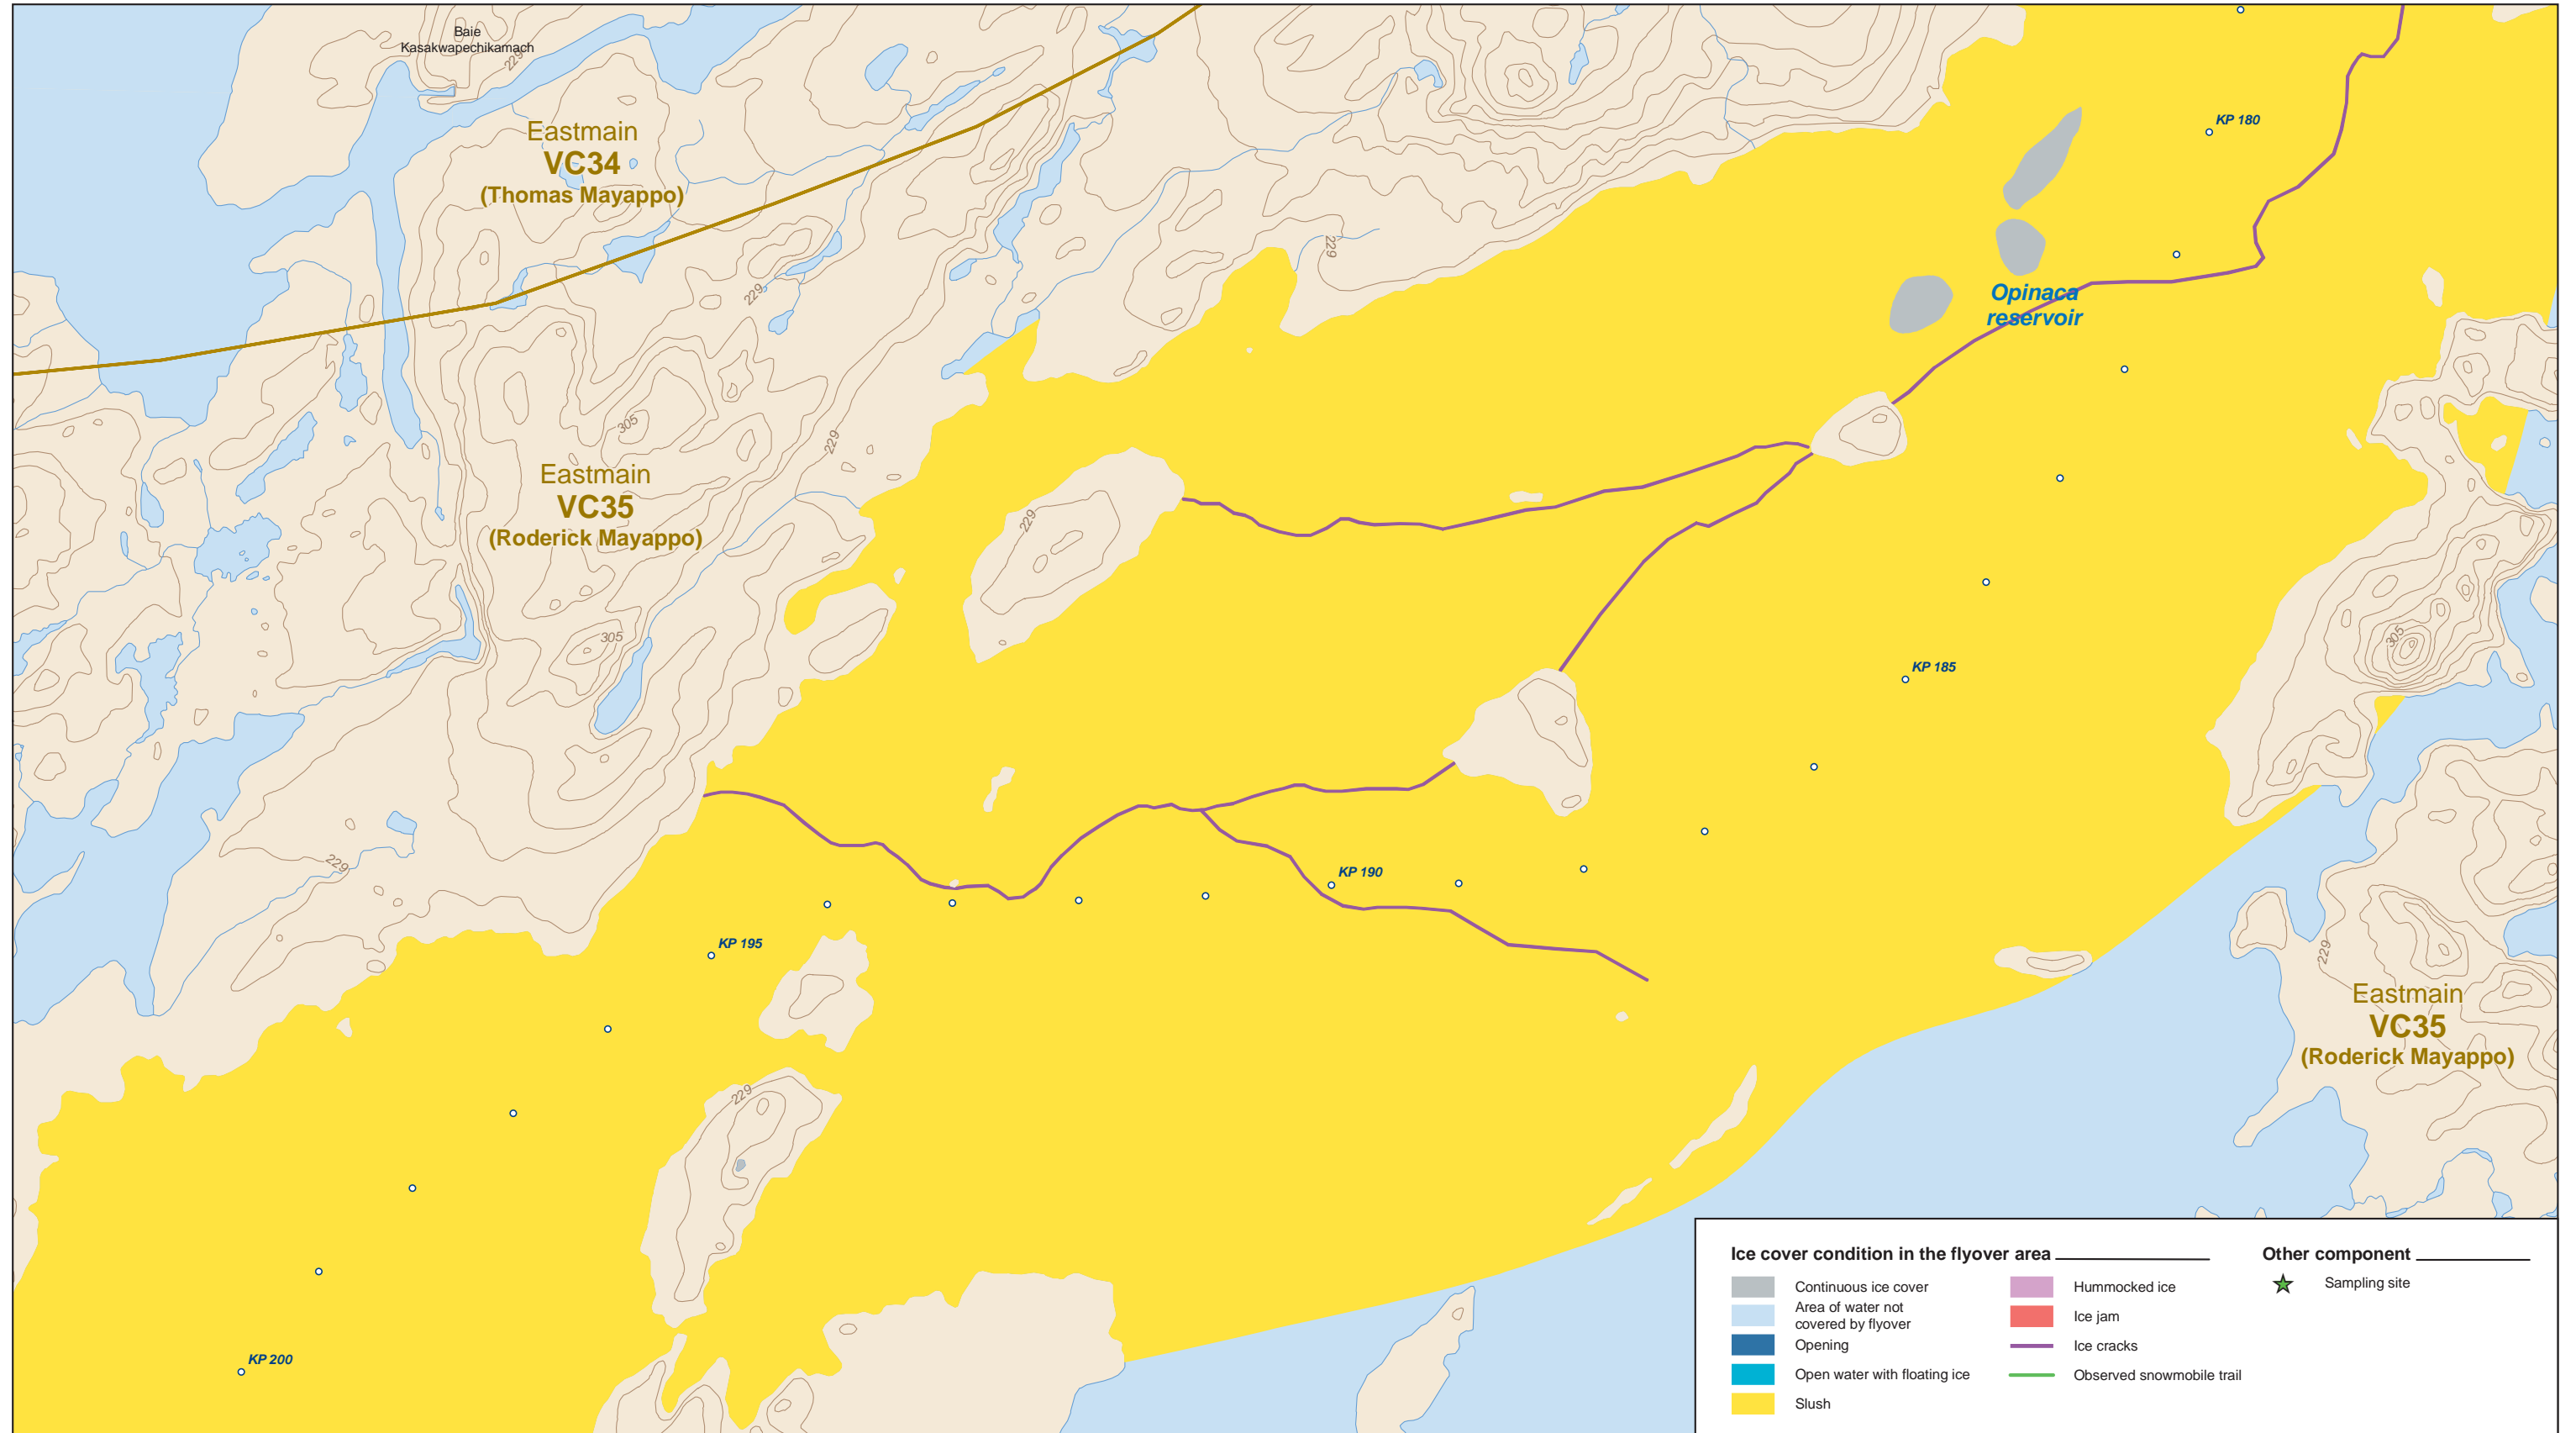 Baie
Kasakwapechikamach
229
KP 180
Eastmain
VC34
(Thomas Mayappo)
229
229
Opinaca
reservoir
305
229
Eastmain
VC35
(Roderick Mayappo)
229
305
305
KP 185
229
KP 190
KP 195
229
Eastmain
VC35
(Roderick Mayappo)
229
KP 200
Ice cover condition in the flyover area
Continuous ice cover
Area of water not
covered by flyover
Opening
Open water with floating ice
Slush
Hummocked ice
Ice jam
Ice cracks
Observed snowmobile trail
Other component
Sampling site